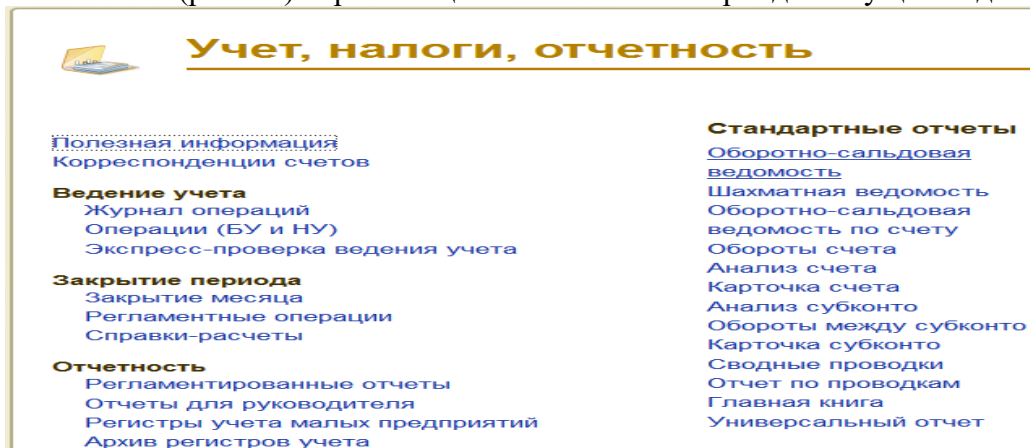 Учет, налоги, отчетность
Полезная информация
Корреспонденции счетов
Ведение учета
Журнал операций
Операции (БУ и НУ)
Экспресс-проверка ведения учета
Закрытие периода
Закрытие месяца
Регламентные операции
Справки-расчеты
Отчетность
Регламентированные отчеты
Отчеты для руководителя
Регистры учета малых предприятий
Архив регистров учета
Стандартные отчеты
Оборотно-сальдовая
ведомость
Шахматная ведомость
Оборотно-сальдовая
ведомость по счету
Обороты счета
Анализ счета
Карточка счета
Анализ субконто
Обороты между субконто
Карточка субконто
Сводные проводки
Отчет по проводкам
Главная книга
Универсальный отчет